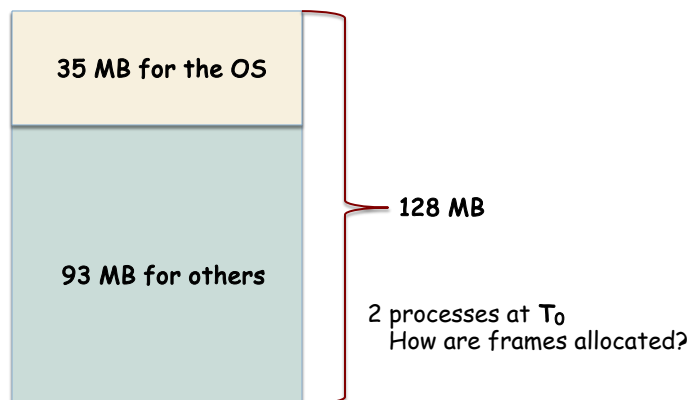 35 MB for the OS
128 MB
93 MB for others
2 processes at T₀
How are frames allocated?